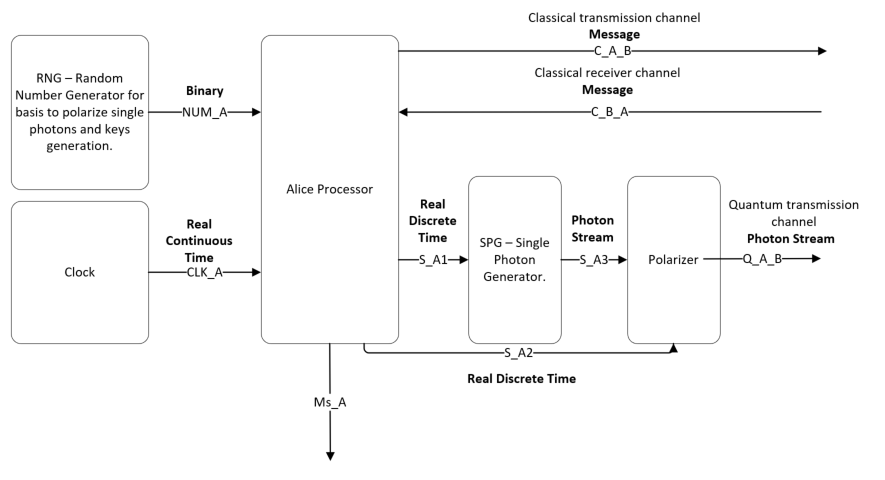 Classical transmission channel
Message
C_A_B
Classical receiver channel
Message
C_B_A
RNG – Random
Number Generator for
basis to polarize single
photons and keys
generation.
Binary
NUM_A
Alice Processor
Clock
Real
Continuous
Time
CLK_A
Real
Discrete
Time
S_A1
SPG – Single
Photon
Generator.
Photon
Stream
S_A3
Polarizer
Quantum transmission
channel
Photon Stream
Q_A_B
S_A2
Real Discrete Time
Ms_A